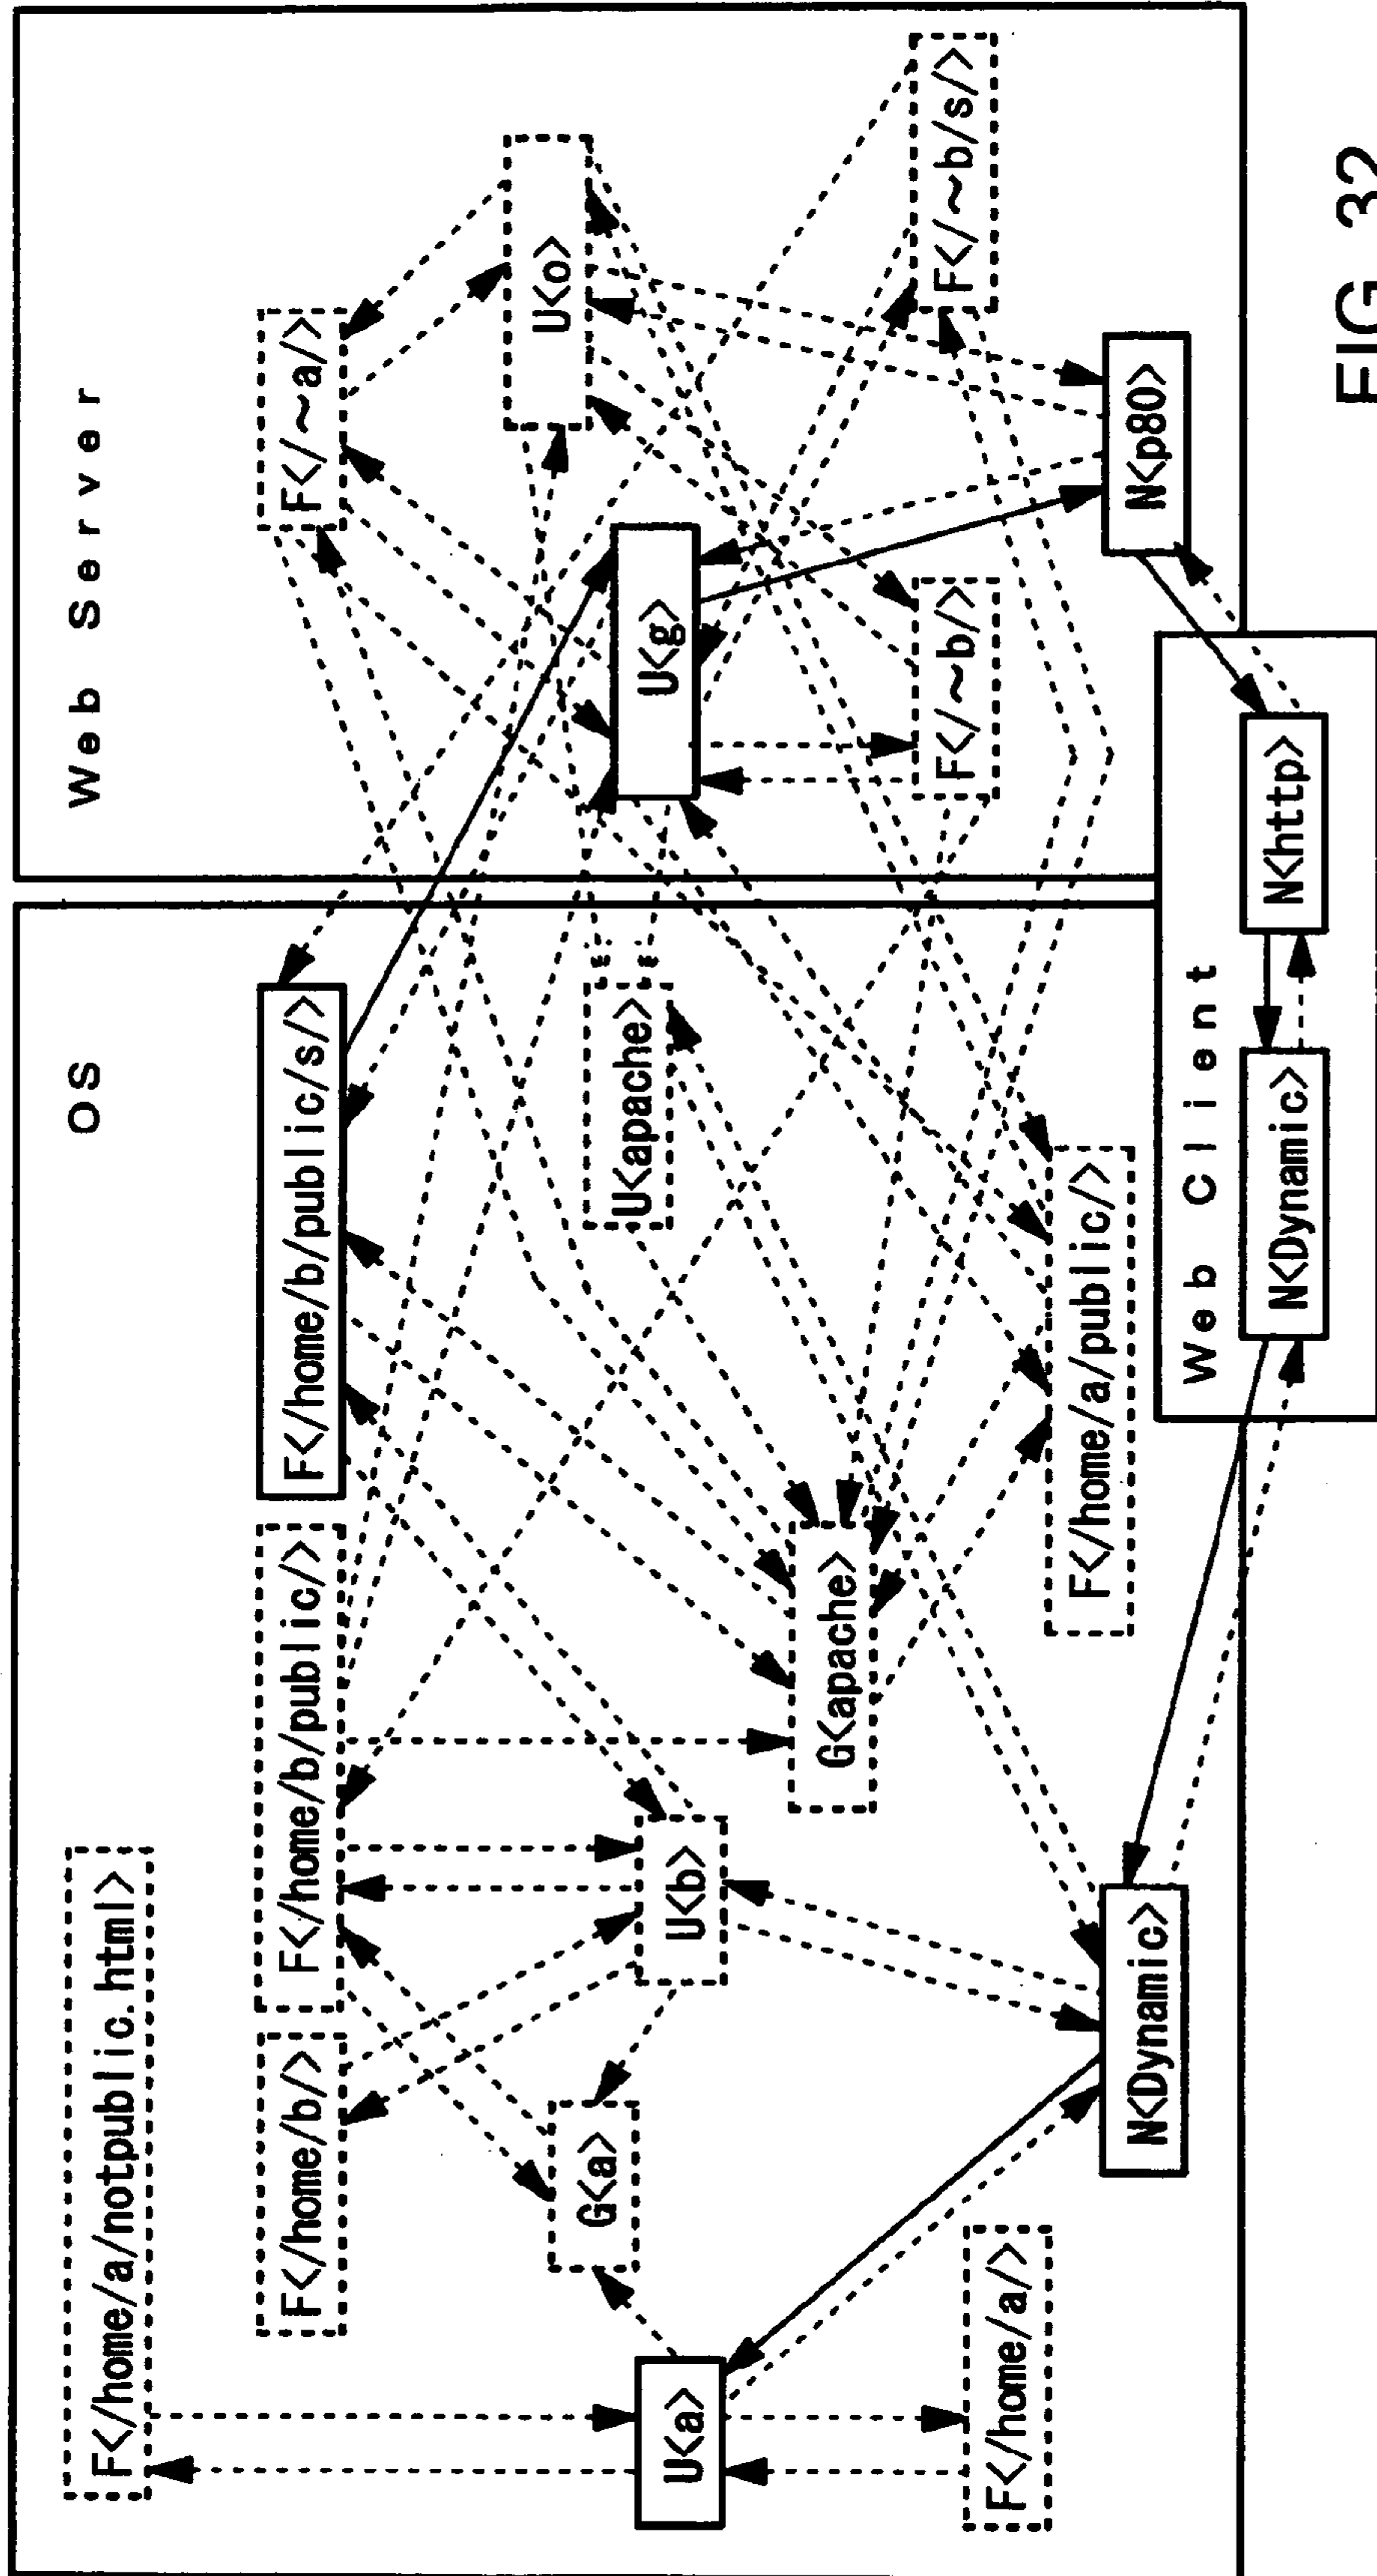 OS
Web Server
F</home/a/notpublic.html>
F</home/b/>
F</home/b/public/>
F</home/b/public/s/>
F</~a/>
U<o>
G<a>
U<apache>
U<a>
U<b>
U<g>
G<apache>
F</~b/>
F</~b/s/>
F</home/a/>
F</home/a/public/>
N<Dynamic>
N<p80>
Web Client
N<Dynamic>
N<http>
FIG. 32